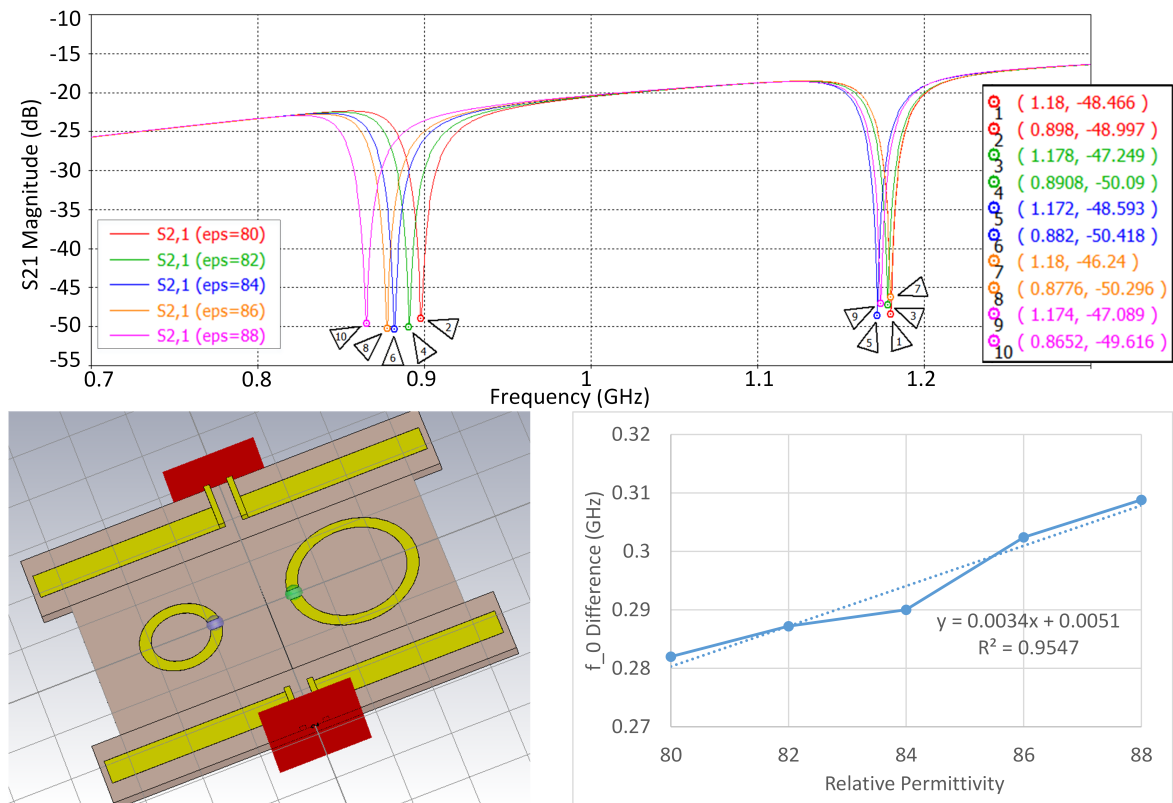 -10
-15
-20
-25
-30
-35
-40
-45
-50
-55
S21 Magnitude (dB)
S2,1 (eps=80)
S2,1 (eps=82)
S2,1 (eps=84)
S2,1 (eps=86)
S2,1 (eps=88)
10
8
6
4
2
9
5
1
3
7
1 ( 1.18, -48.466 )
2 ( 0.898, -48.997 )
3 ( 1.178, -47.249 )
4 ( 0.8908, -50.09 )
5 ( 1.172, -48.593 )
6 ( 0.882, -50.418 )
7 ( 1.18, -46.24 )
8 ( 0.8776, -50.296 )
9 ( 1.174, -47.089 )
10 ( 0.8652, -49.616 )
0.7 0.8 0.9 1 1.1 1.2
Frequency (GHz)
0.32
0.31
0.3
0.29
0.28
0.27
f_0 Difference (GHz)
y = 0.0034x + 0.0051
R² = 0.9547
80 82 84 86 88
Relative Permittivity